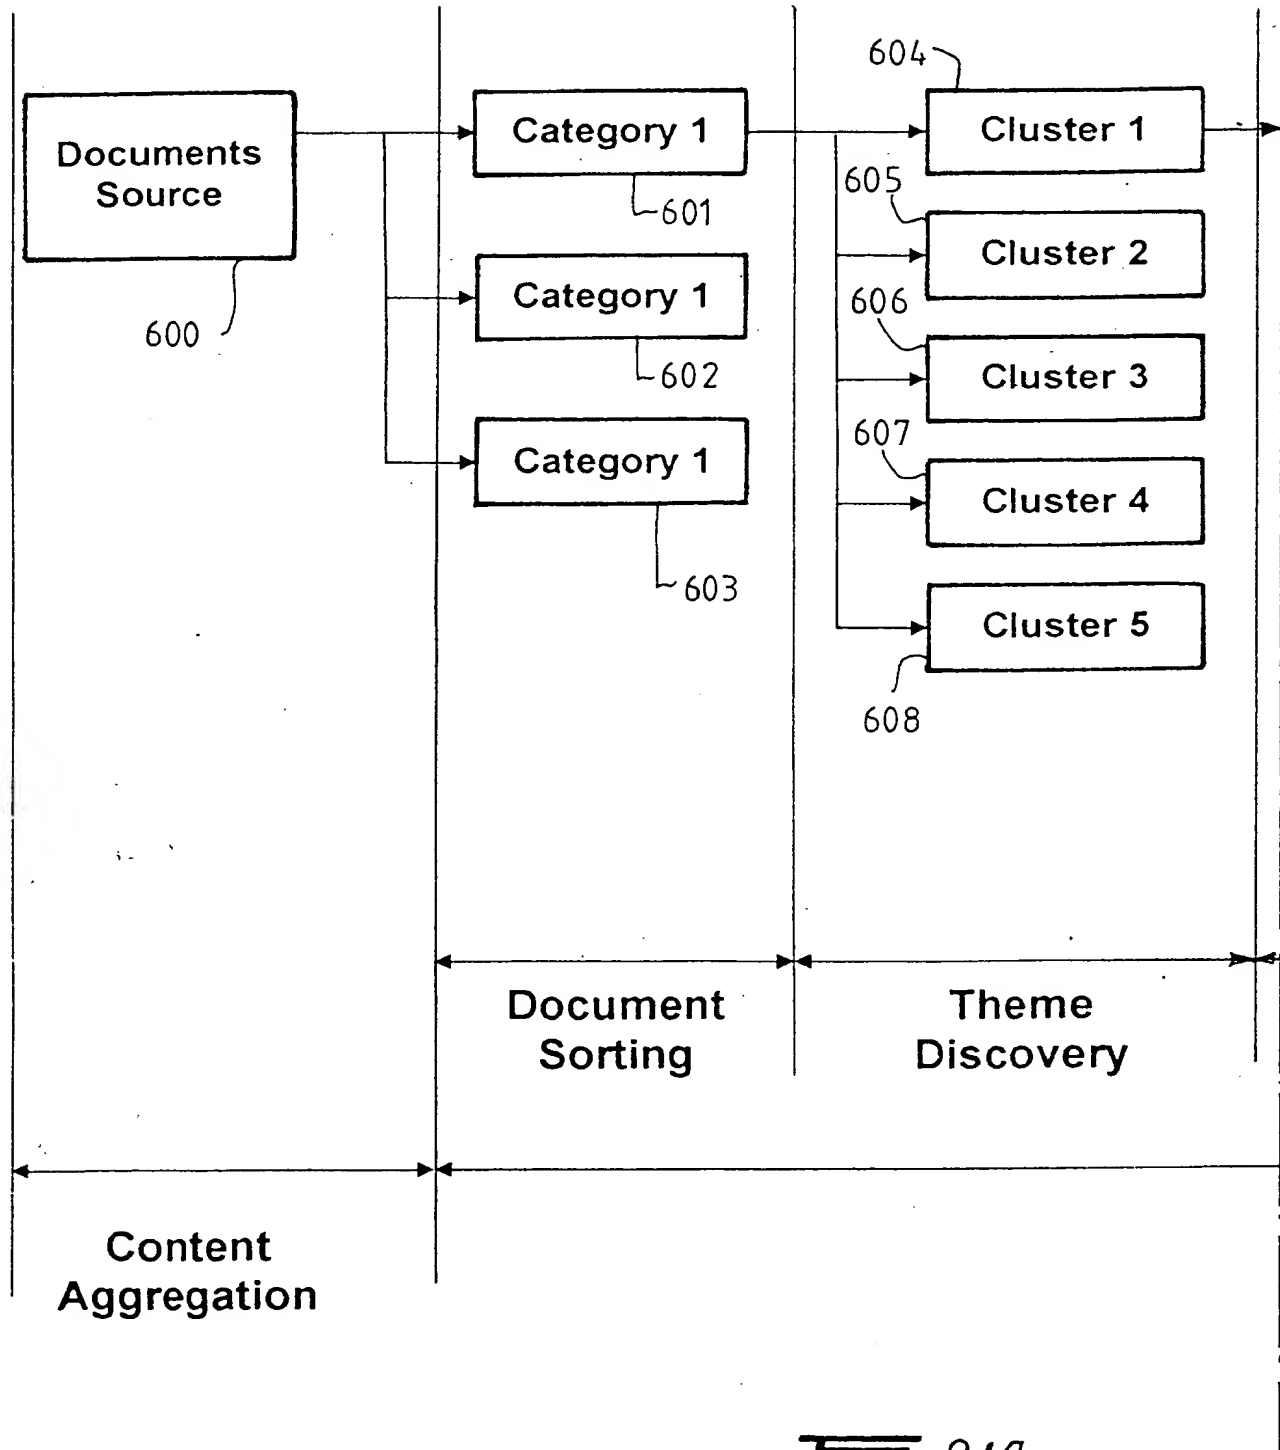 604
Documents
Source
Category 1
Cluster 1
605
601
Cluster 2
600
Category 1
606
602
Cluster 3
Category 1
607
603
Cluster 4
Cluster 5
608
Document
Sorting
Theme
Discovery
Content
Aggregation